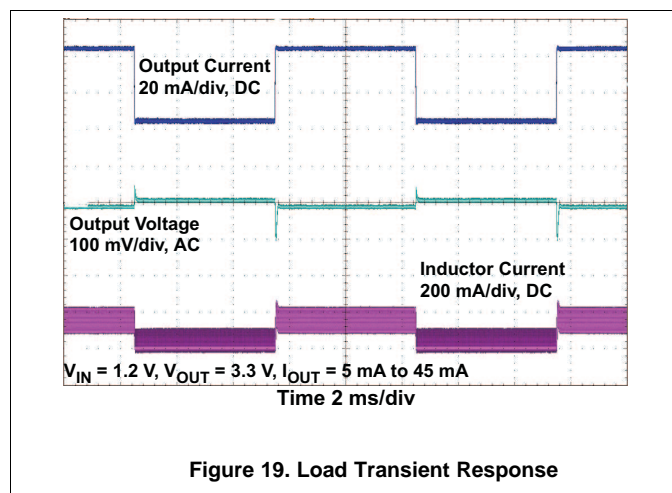 Output Current
20 mA/div, DC
Output Voltage
100 mV/div, AC
Inductor Current
200 mA/div, DC
VIN = 1.2 V, VOUT = 3.3 V, IOUT = 5 mA to 45 mA
Time 2 ms/div
Figure 19. Load Transient Response